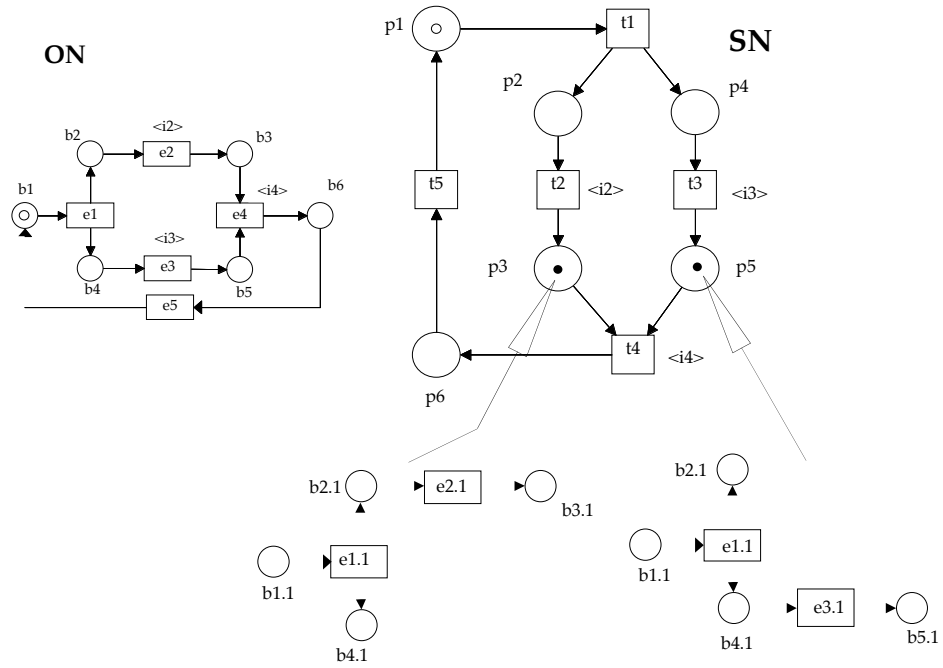 ON
SN
p1
t1
p2
p4
b2
<i2>
b3
e2
b1
<i4>
b6
t5
t2
<i2>
t3
<i3>
e1
e4
<i3>
b4
e3
b5
p3
p5
e5
t4
<i4>
p6
b2.1
e2.1
b3.1
b2.1
e1.1
b1.1
e1.1
b1.1
b4.1
e3.1
b4.1
b5.1